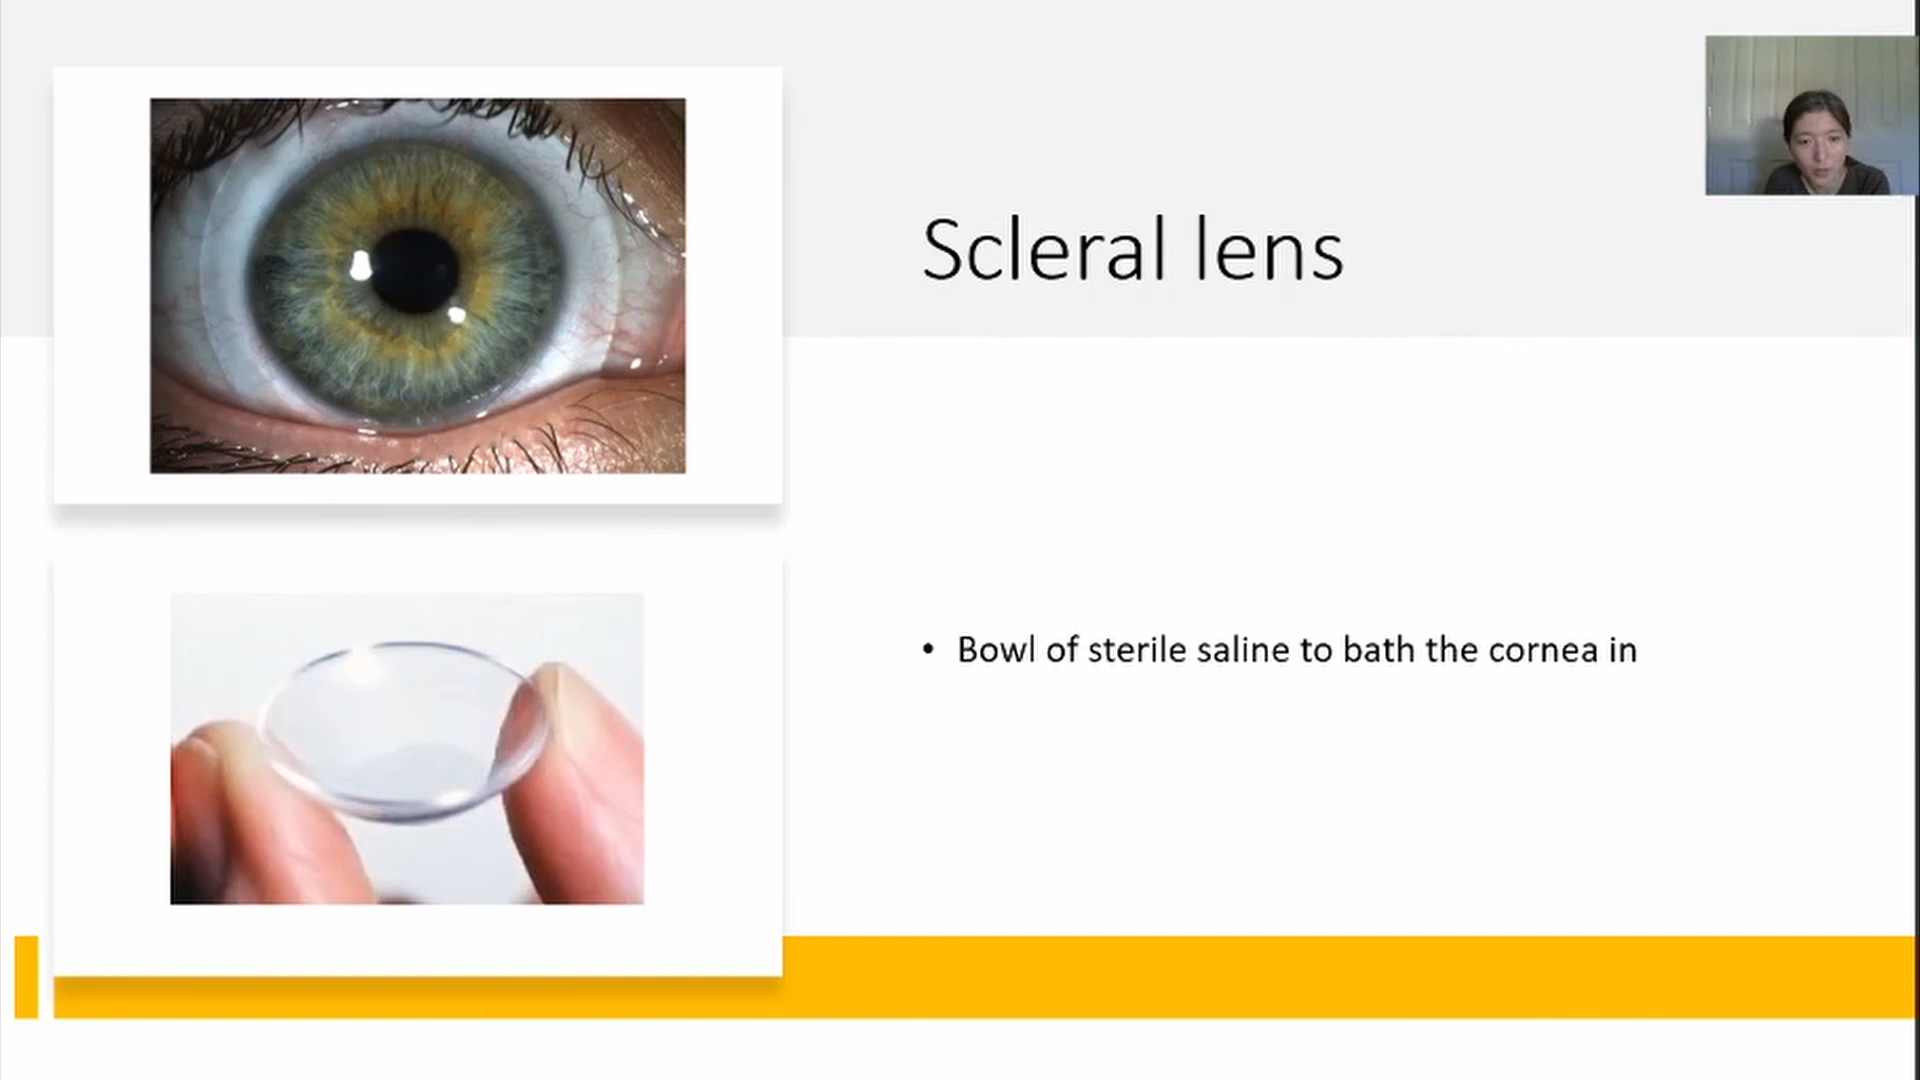 Scleral lens
• Bowl of sterile saline to bath the cornea in